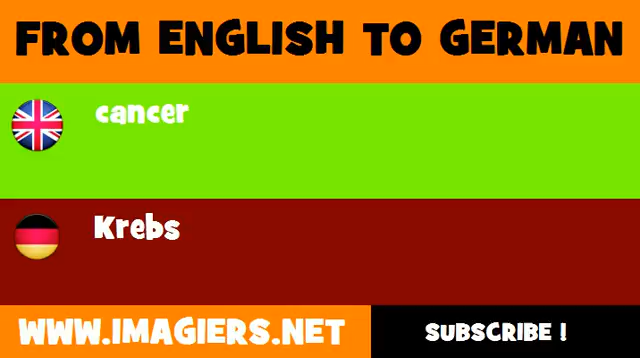 FROM ENGLISH TO GERMAN
cancer
Krebs
WWW.IMAGIERS.NET
SUBSCRIBE !